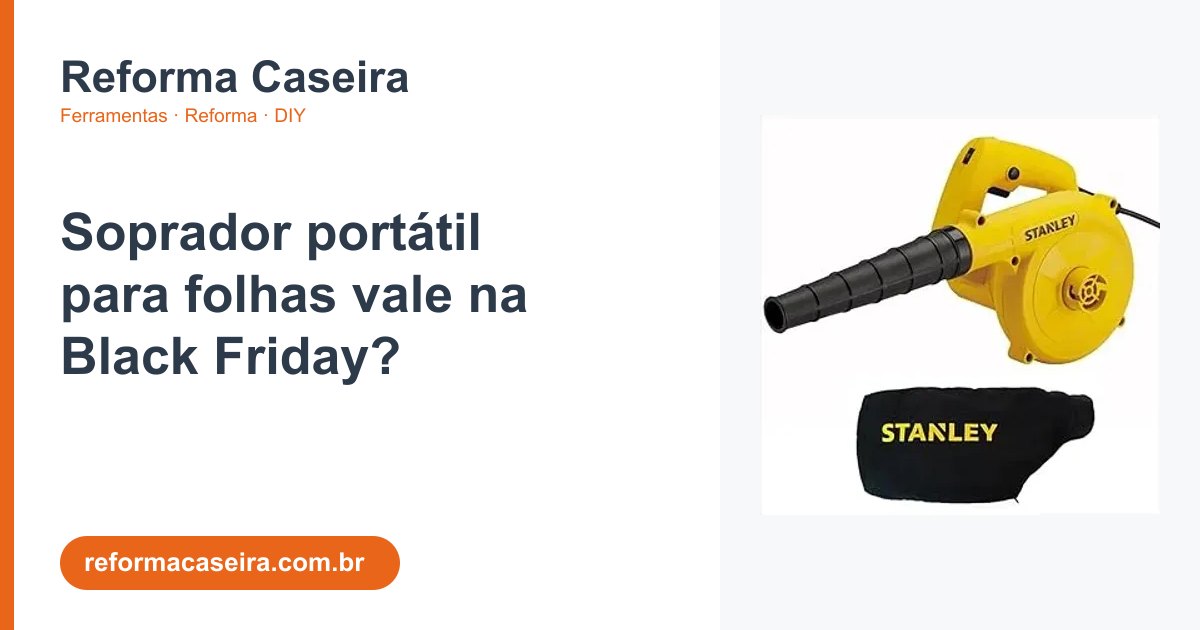 Reforma Caseira
Ferramentas · Reforma · DIY
Soprador portátil
para folhas vale na
Black Friday?
reformacaseira.com.br
STANLEY
STANLEY